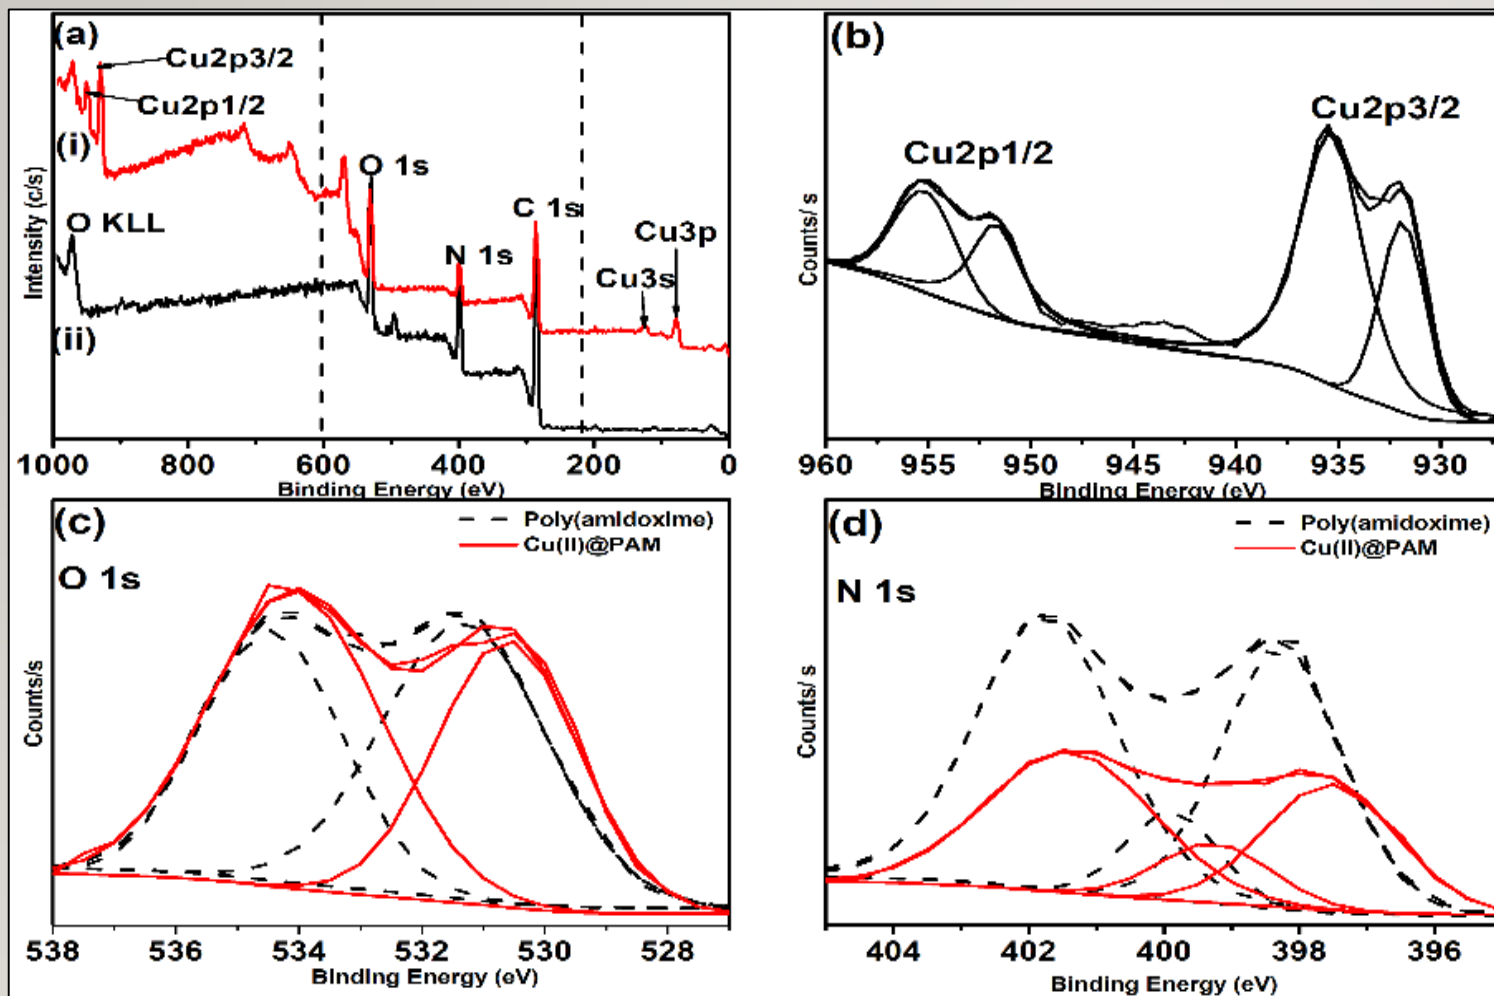 (a)
Cu2p3/2
Cu2p1/2
(i)
O 1s
O KLL
C 1s
N 1s
Cu3p
Cu3s
(ii)
Intensity (c/s)
1000 800 600 400 200 0
Binding Energy (eV)
(b)
Cu2p3/2
Cu2p1/2
Counts/ s
960 955 950 945 940 935 930
Binding Energy (eV)
(c)
Poly(amidoxime)
Cu(II)@PAM
O 1s
Counts/s
538 536 534 532 530 528
Binding Energy (eV)
(d)
Poly(amidoxime)
Cu(II)@PAM
N 1s
Counts/ s
404 402 400 398 396
Binding Energy (eV)